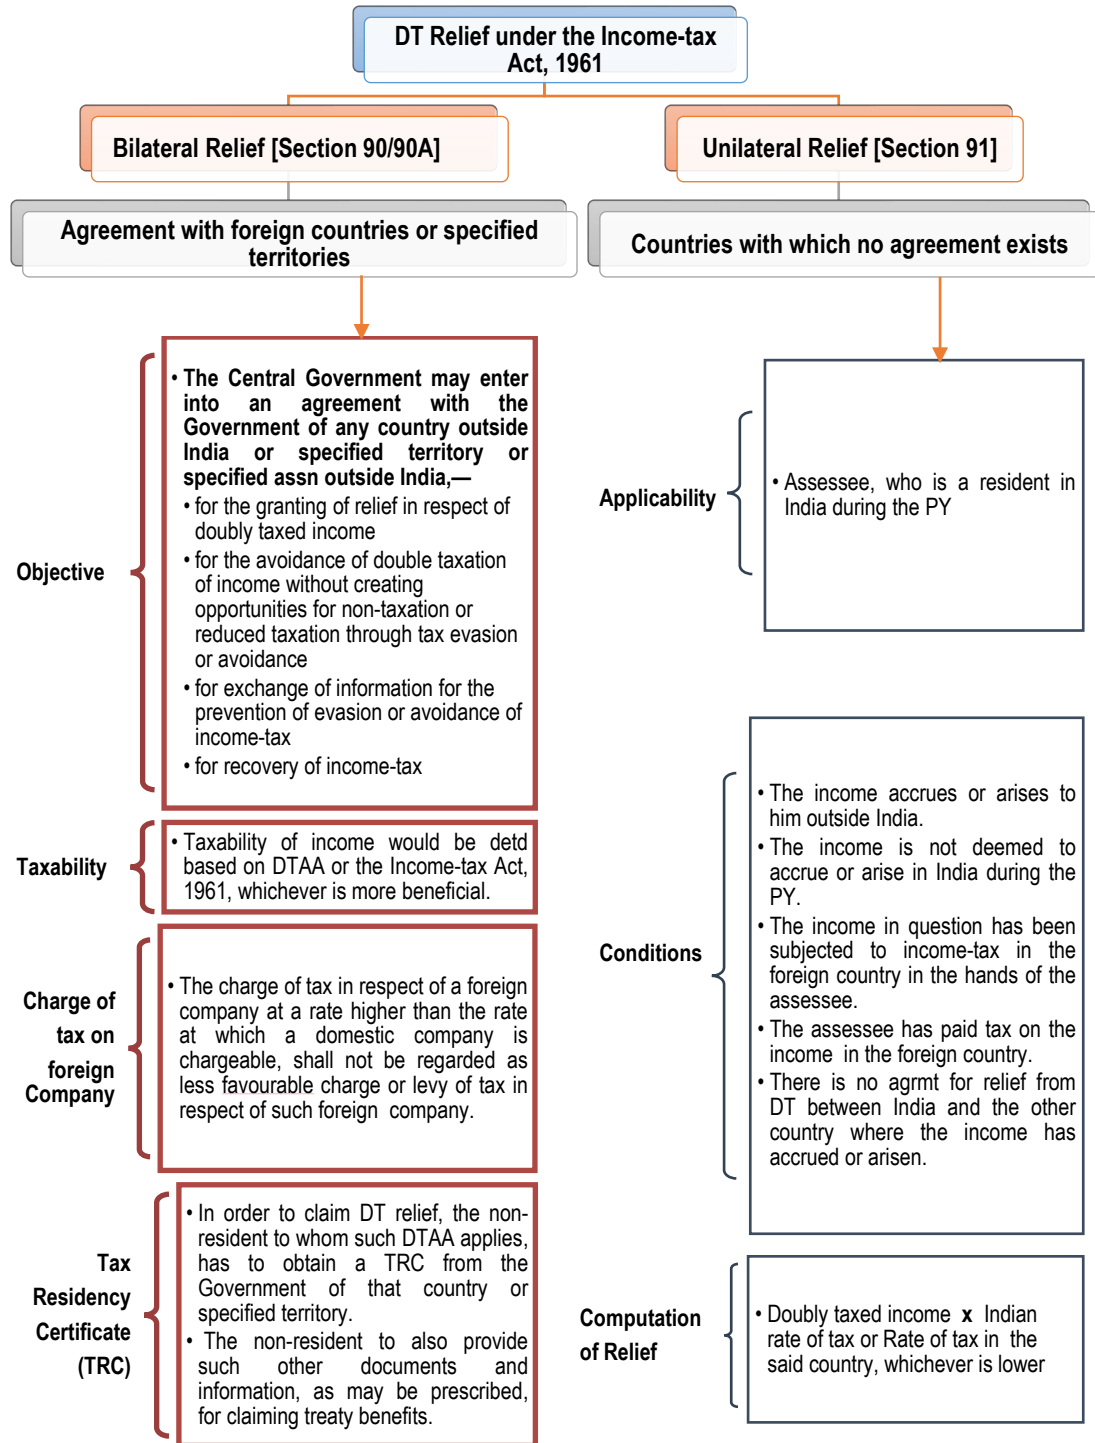 DT Relief under the Income-tax
Act, 1961
Bilateral Relief [Section 90/90A]
Agreement with foreign countries or specified
territories
Objective
• The Central Government may enter
into an agreement with the
Government of any country outside
India or specified territory or
specified assn outside India,—
• for the granting of relief in respect of
doubly taxed income
• for the avoidance of double taxation
of income without creating
opportunities for non-taxation or
reduced taxation through tax evasion
or avoidance
• for exchange of information for the
prevention of evasion or avoidance of
income-tax
• for recovery of income-tax
Taxability
• Taxability of income would be detd
based on DTAA or the Income-tax Act,
1961, whichever is more beneficial.
Charge of
tax on
foreign
Company
• The charge of tax in respect of a foreign
company at a rate higher than the rate
at which a domestic company is
chargeable, shall not be regarded as
less favourable charge or levy of tax in
respect of such foreign company.
Tax
Residency
Certificate
(TRC)
• In order to claim DT relief, the non-
resident to whom such DTAA applies,
has to obtain a TRC from the
Government of that country or
specified territory.
• The non-resident to also provide
such other documents and
information, as may be prescribed,
for claiming treaty benefits.
Unilateral Relief [Section 91]
Countries with which no agreement exists
Applicability
• Assessee, who is a resident in
India during the PY
Conditions
• The income accrues or arises to
him outside India.
• The income is not deemed to
accrue or arise in India during the
PY.
• The income in question has been
subjected to income-tax in the
foreign country in the hands of the
assessee.
• The assessee has paid tax on the
income in the foreign country.
• There is no agrmt for relief from
DT between India and the other
country where the income has
accrued or arisen.
Computation
of Relief
• Doubly taxed income x Indian
rate of tax or Rate of tax in the
said country, whichever is lower